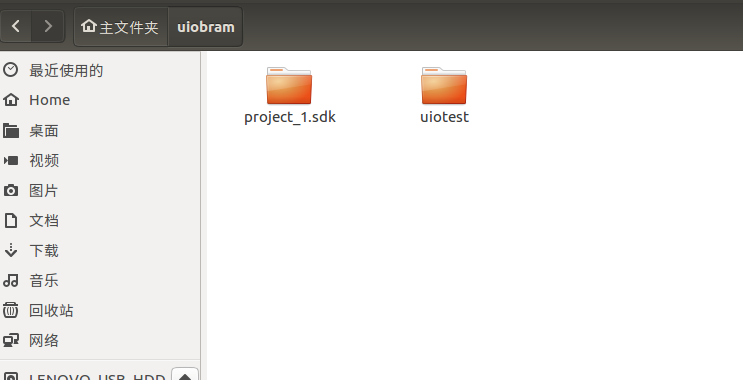 主文件夹 uiobram
最近使用的
Home
桌面
视频
图片
文档
下载
音乐
回收站
网络
LENOVO_USB_HDD
project_1.sdk
uiotest